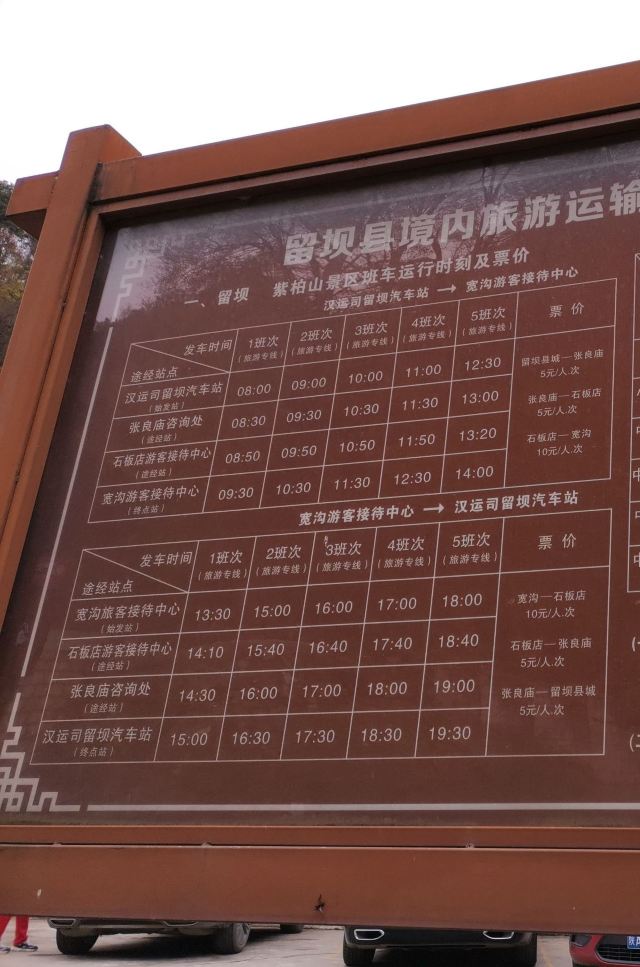 留坝县境内旅游运输
一、留坝 紫柏山景区班车运行时刻及票价
汉运司留坝汽车站 → 宽沟游客接待中心
发车时间 途经站点 1班次 (旅游专线) 2班次 (旅游专线) 3班次 (旅游专线) 4班次 (旅游专线) 5班次 (旅游专线) 票价
汉运司留坝汽车站 (始发站) 08:00 09:00 10:00 11:00 12:30
张良庙咨询处 (途经站) 08:30 09:30 10:30 11:30 13:00
石板店游客接待中心 (途经站) 08:50 09:50 10:50 11:50 13:20
宽沟游客接待中心 (终点站) 09:30 10:30 11:30 12:30 14:00
留坝县城—张良庙
5元/人.次
张良庙—石板店
5元/人.次
石板店—宽沟
10元/人.次
宽沟游客接待中心 → 汉运司留坝汽车站
发车时间 途经站点 1班次 (旅游专线) 2班次 (旅游专线) 3班次 (旅游专线) 4班次 (旅游专线) 5班次 (旅游专线) 票价
宽沟旅客接待中心 (始发站) 13:30 15:00 16:00 17:00 18:00
石板店游客接待中心 (途经站) 14:10 15:40 16:40 17:40 18:40
张良庙咨询处 (途经站) 14:30 16:00 17:00 18:00 19:00
汉运司留坝汽车站 (终点站) 15:00 16:30 17:30 18:30 19:30
宽沟—石板店
10元/人.次
石板店—张良庙
5元/人.次
张良庙—留坝县城
5元/人.次